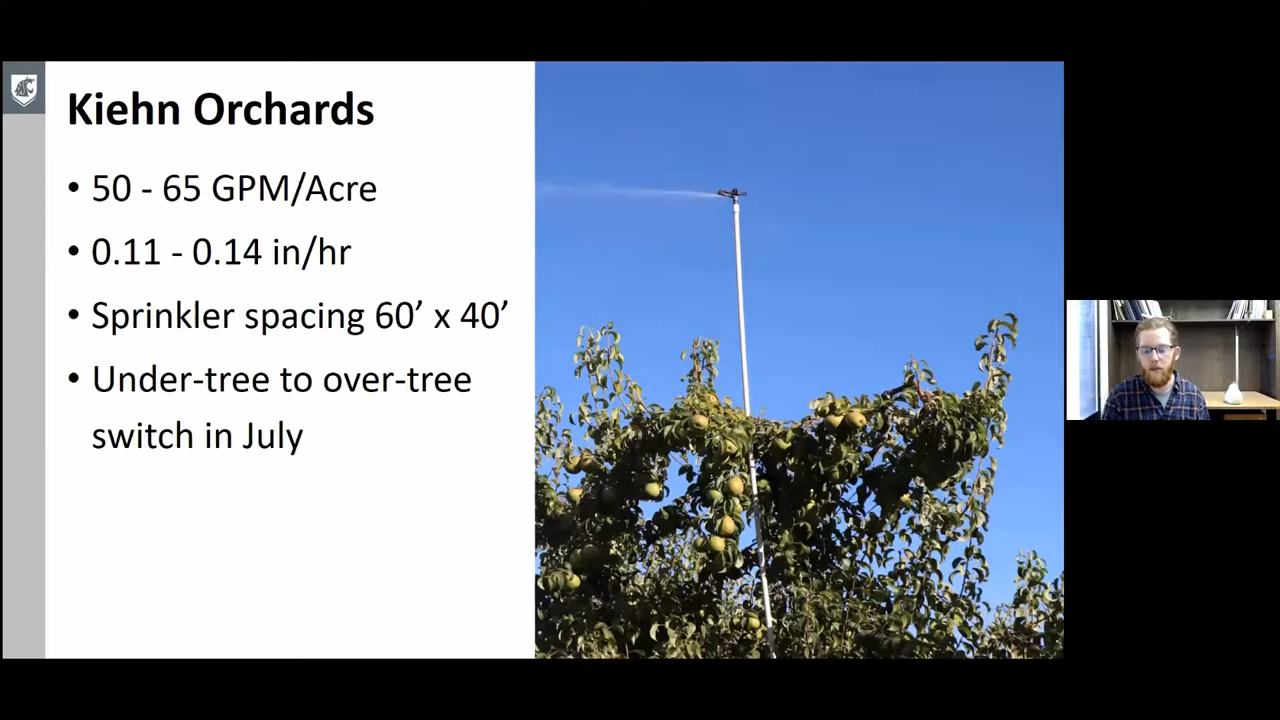 Kiehn Orchards
• 50 - 65 GPM/Acre
• 0.11 - 0.14 in/hr
• Sprinkler spacing 60’ x 40’
• Under-tree to over-tree
switch in July